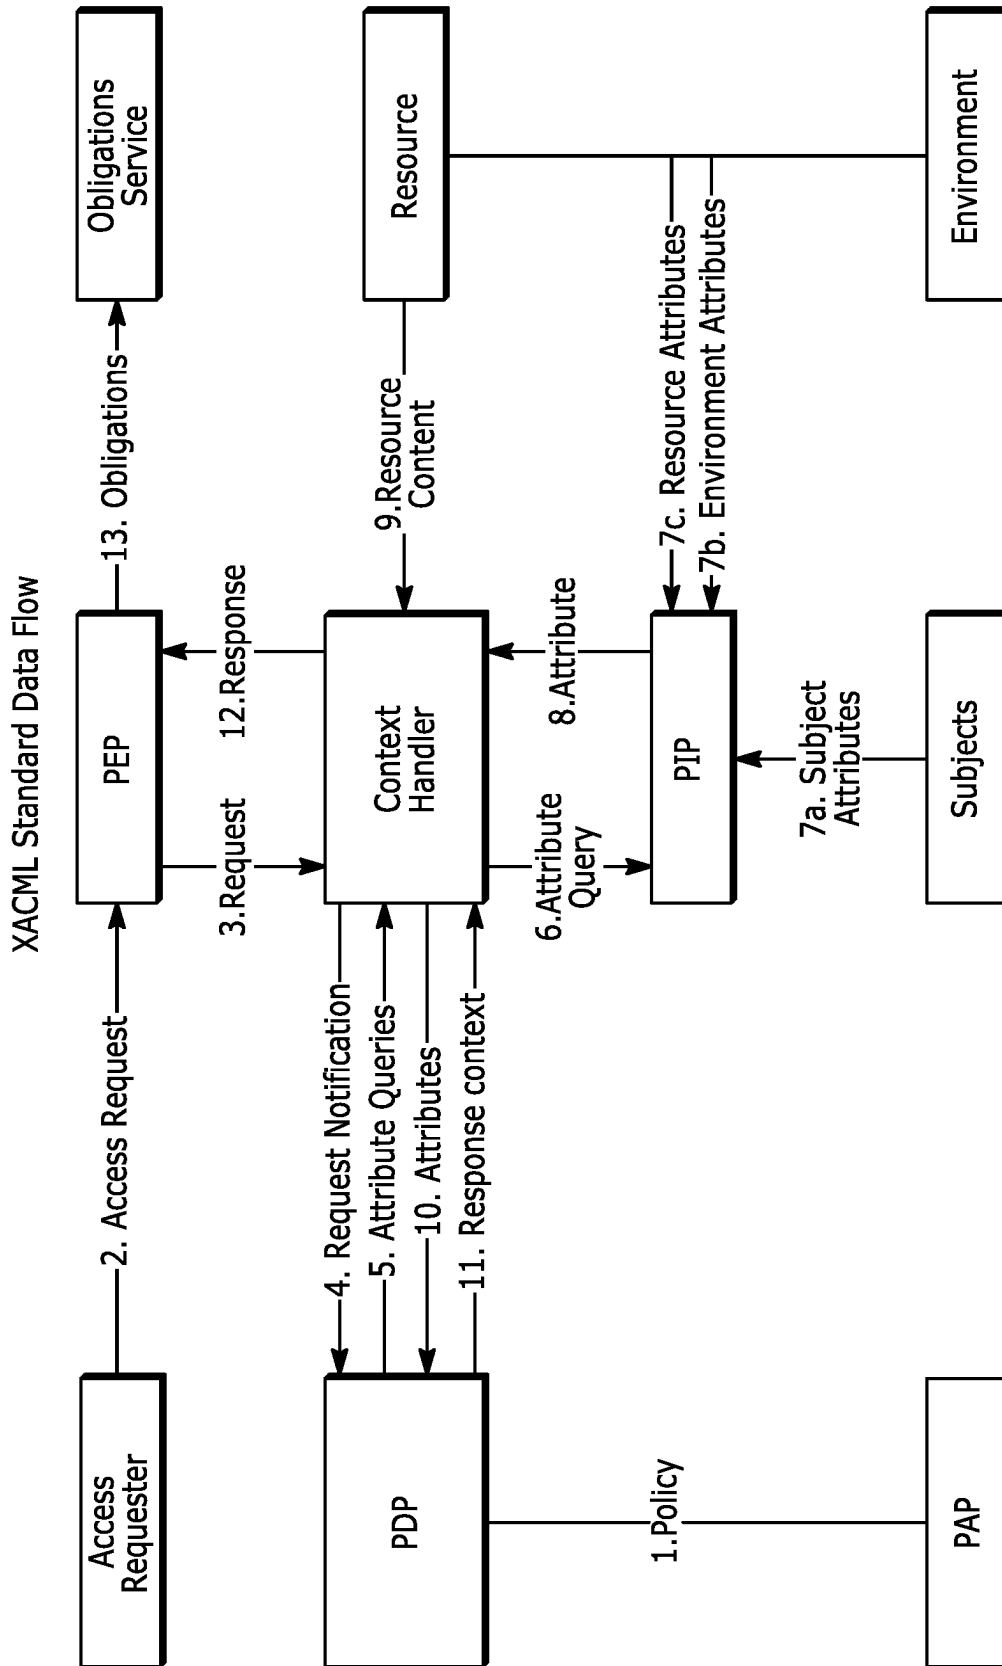 XACML Standard Data Flow
Access
Requester
2. Access Request
PEP
13. Obligations
Obligations
Service
3.Request
12.Response
PDP
4. Request Notification
5. Attribute Queries
10. Attributes
11. Response context
Context
Handler
9.Resource
Content
Resource
1.Policy
6.Attribute
Query
8.Attribute
PIP
7c. Resource Attributes
7b. Environment Attributes
7a. Subject
Attributes
PAP
Subjects
Environment